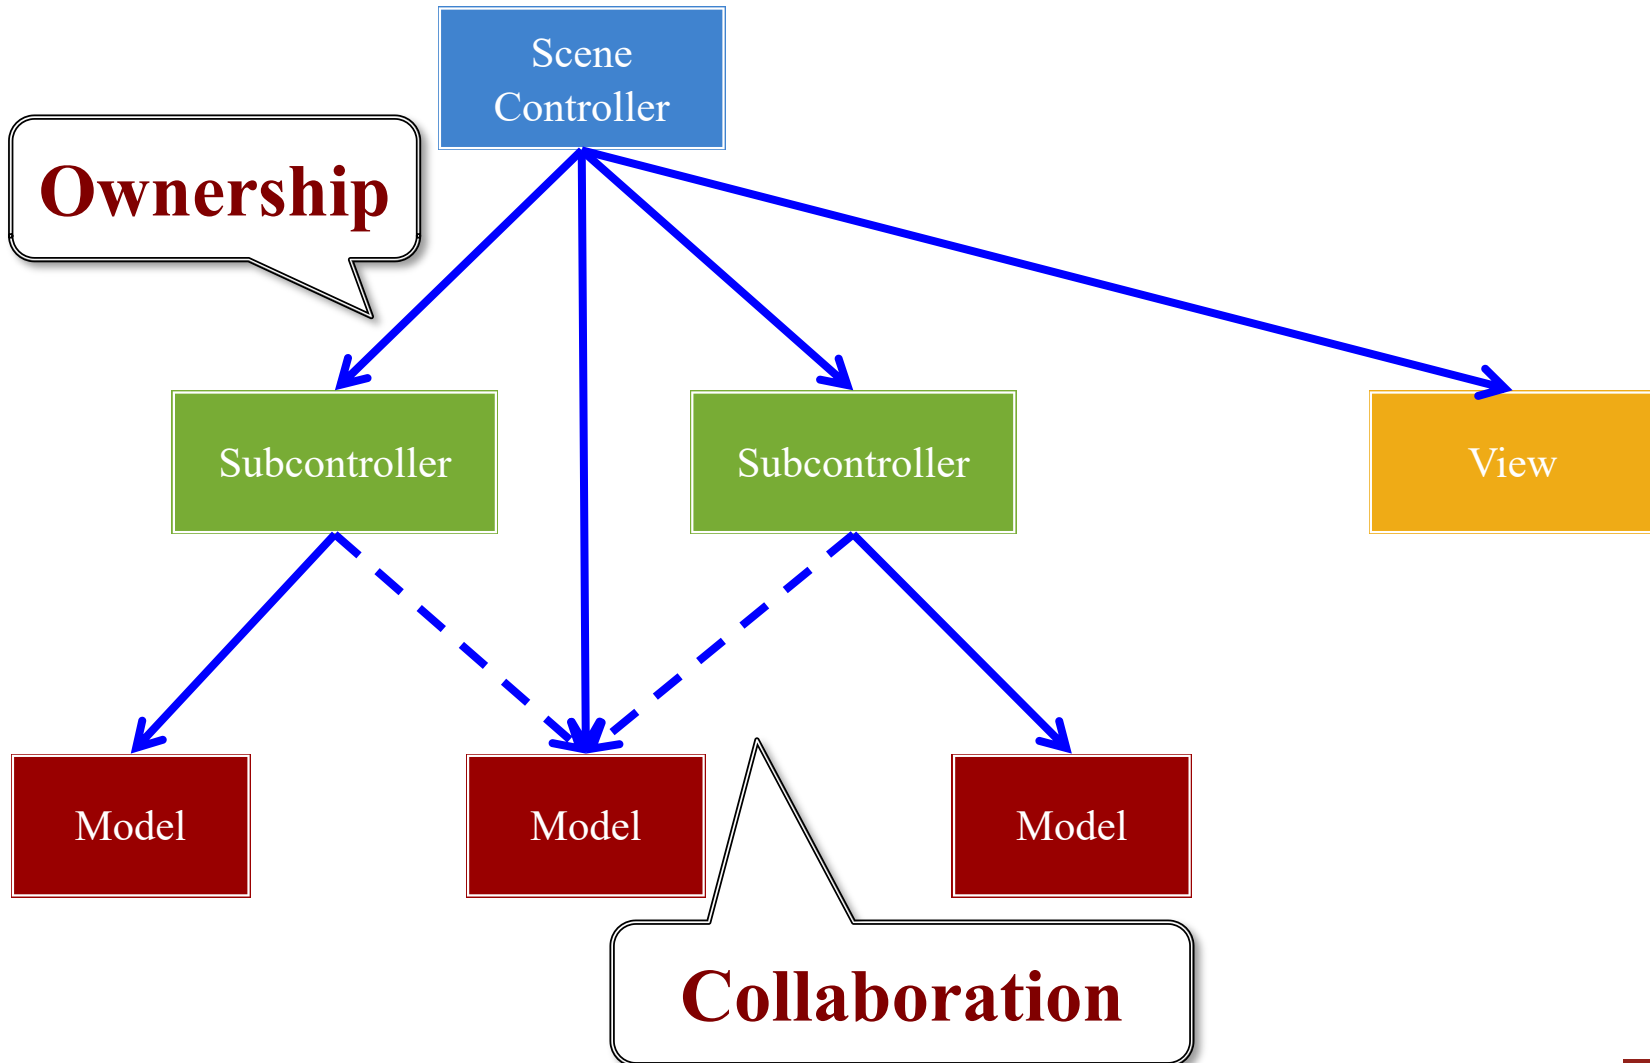 Scene
Controller
Ownership
Subcontroller
Subcontroller
View
Model
Model
Model
Collaboration